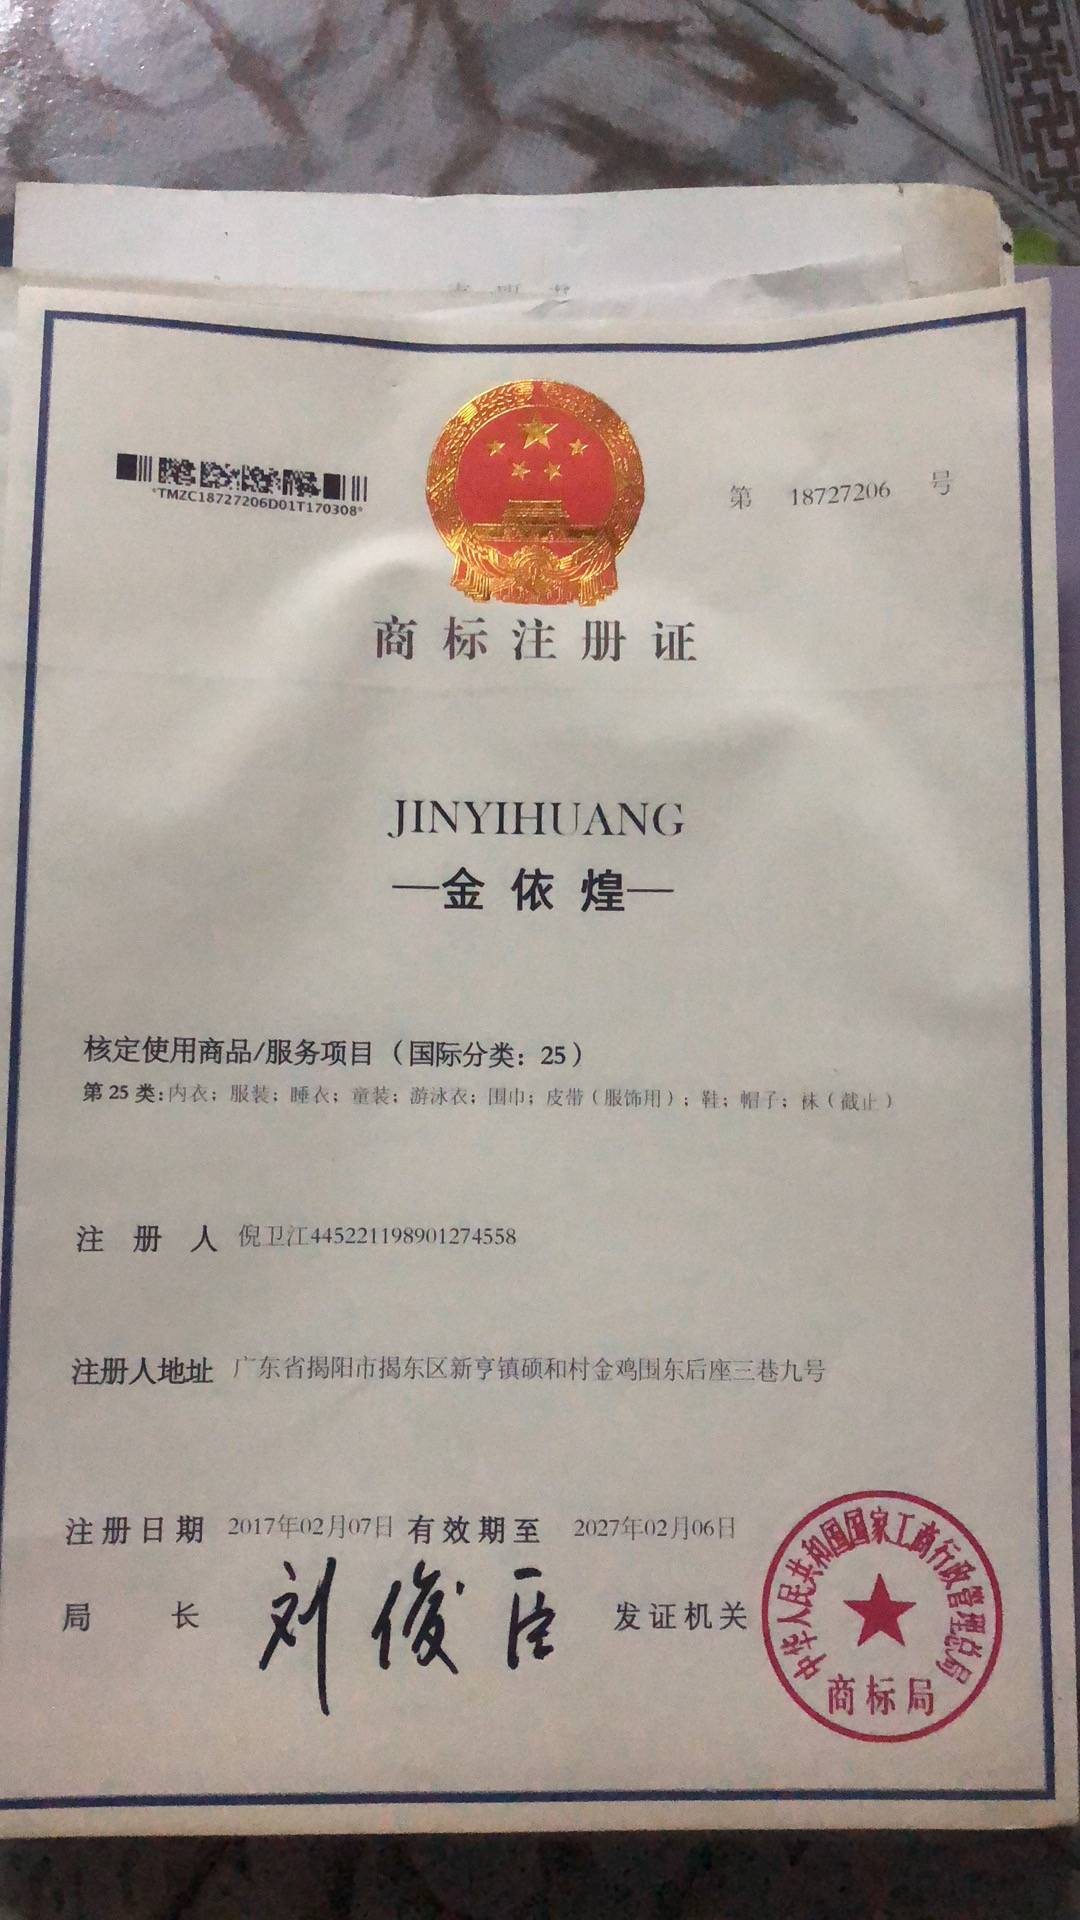 *TMZC18727206D01T170308*
第 18727206 号
商标注册证
JINYIHUANG
—金依煌—
核定使用商品/服务项目（国际分类：25）
第25类:内衣；服装；睡衣；童装；游泳衣；围巾；皮带（服饰用）；鞋；帽子；袜（截止）
注册人 倪卫江445221198901274558
注册人地址 广东省揭阳市揭东区新亨镇硕和村金鸡围东后座三巷九号
注册日期 2017年02月07日 有效期至 2027年02月06日
局长 刘俊臣 发证机关
中华人民共和国国家工商行政管理总局
商标局